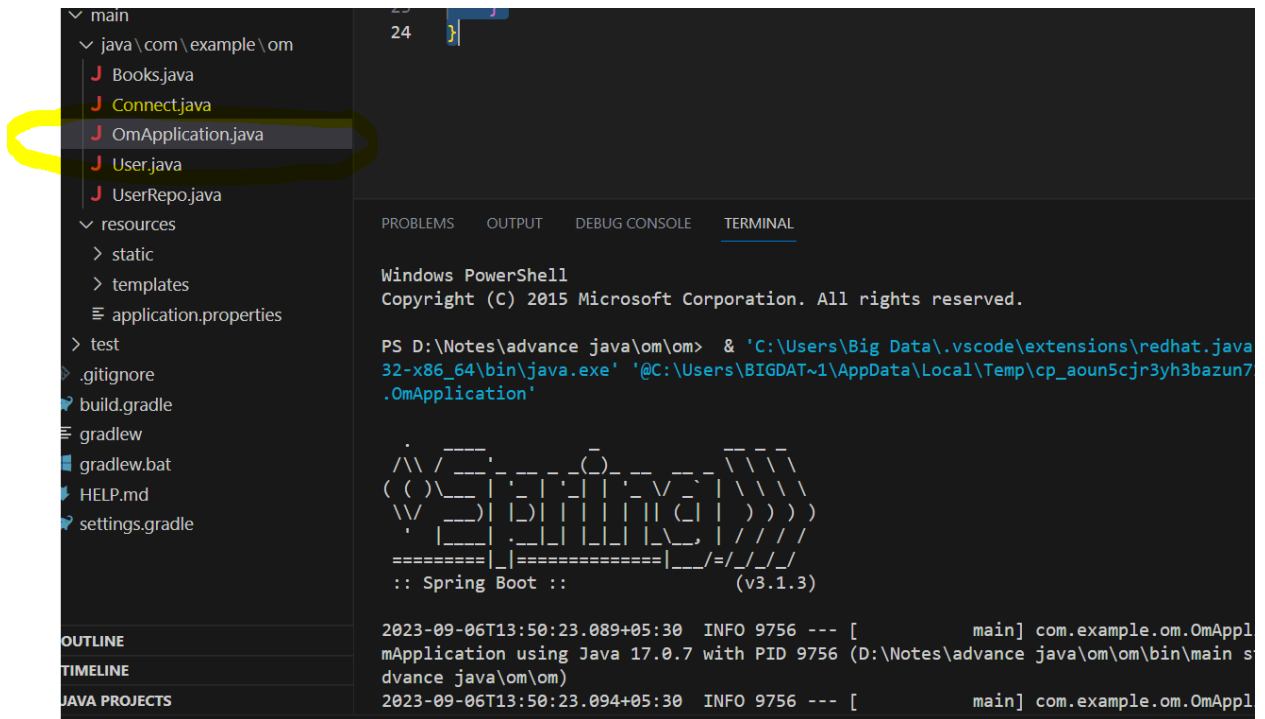 main
java\com\example\om
Books.java
Connect.java
OmApplication.java
User.java
UserRepo.java
resources
static
templates
application.properties
test
.gitignore
build.gradle
gradlew
gradlew.bat
HELP.md
settings.gradle
OUTLINE
TIMELINE
JAVA PROJECTS
23 }
24 }
PROBLEMS OUTPUT DEBUG CONSOLE TERMINAL
Windows PowerShell
Copyright (C) 2015 Microsoft Corporation. All rights reserved.
PS D:\Notes\advance java\om\om> & 'C:\Users\Big Data\.vscode\extensions\redhat.java
32-x86_64\bin\java.exe' '@C:\Users\BIGDAT~1\AppData\Local\Temp\cp_aoun5cjr3yh3bazun7
.OmApplication'
Spring
:: Spring Boot :: (v3.1.3)
2023-09-06T13:50:23.089+05:30 INFO 9756 --- [ main] com.example.om.OmAppl
mApplication using Java 17.0.7 with PID 9756 (D:\Notes\advance java\om\om\bin\main s
dvance java\om\om)
2023-09-06T13:50:23.094+05:30 INFO 9756 --- [ main] com.example.om.OmAppl